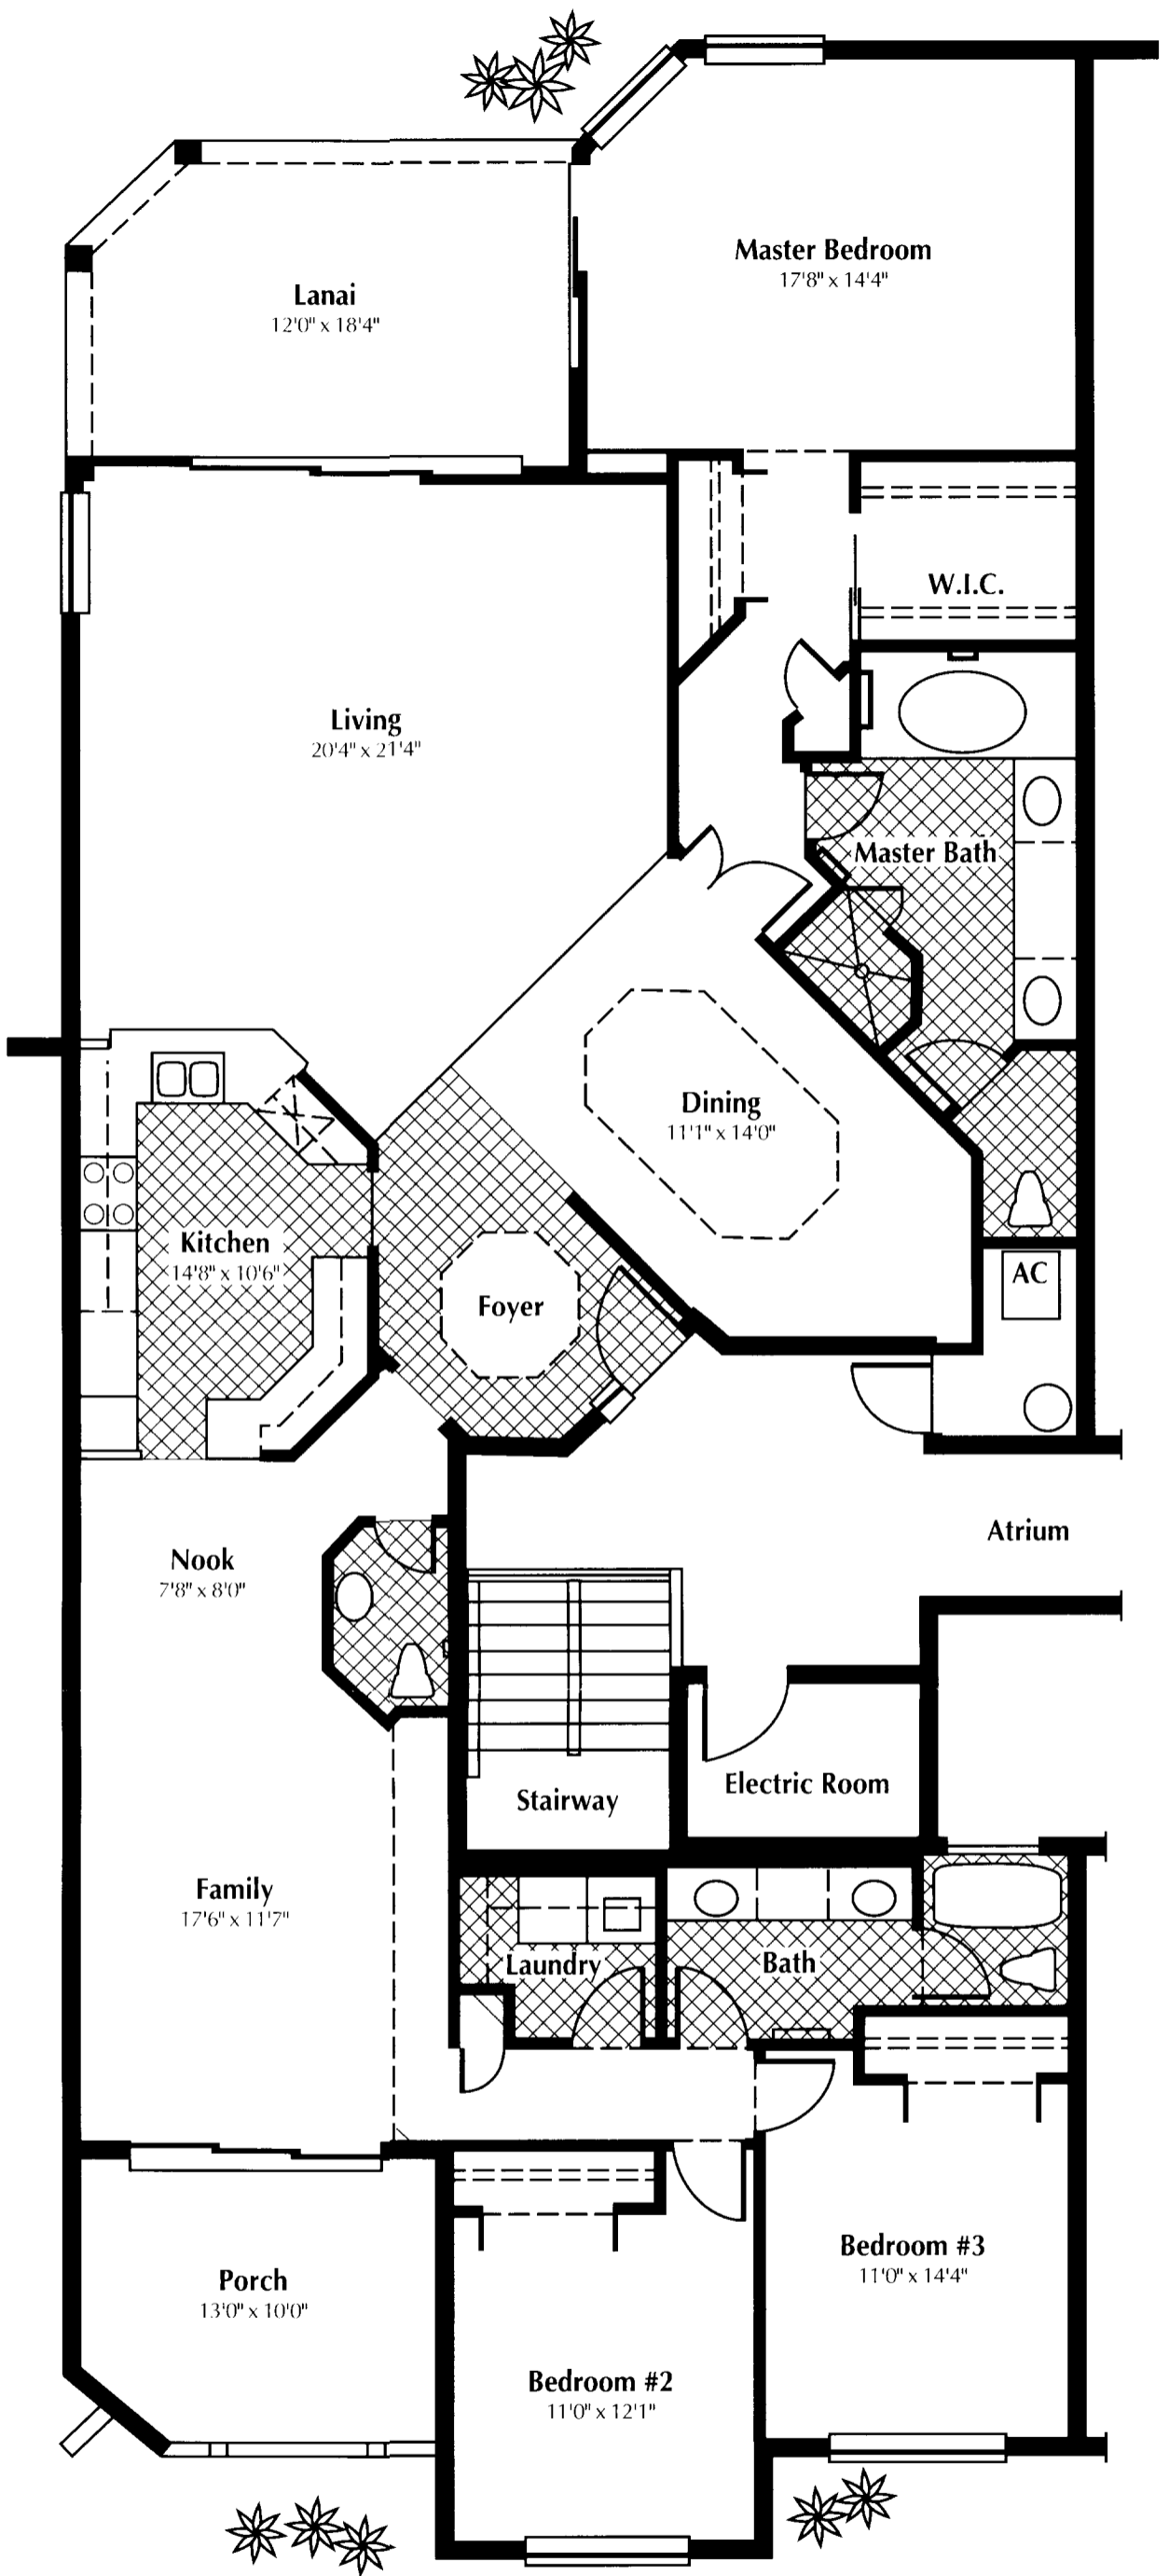 Master Bedroom
17'8" x 14'4"
Lanai
12'0" x 18'4"
W.I.C.
Living
20'4" x 21'4"
Master Bath
Dining
11'1" x 14'0"
Kitchen
14'8" x 10'6"
AC
Foyer
Atrium
Nook
7'8" x 8'0"
Electric Room
Stairway
Family
17'6" x 11'7"
Laundry
Bath
Bedroom #3
11'0" x 14'4"
Porch
13'0" x 10'0"
Bedroom #2
11'0" x 12'1"